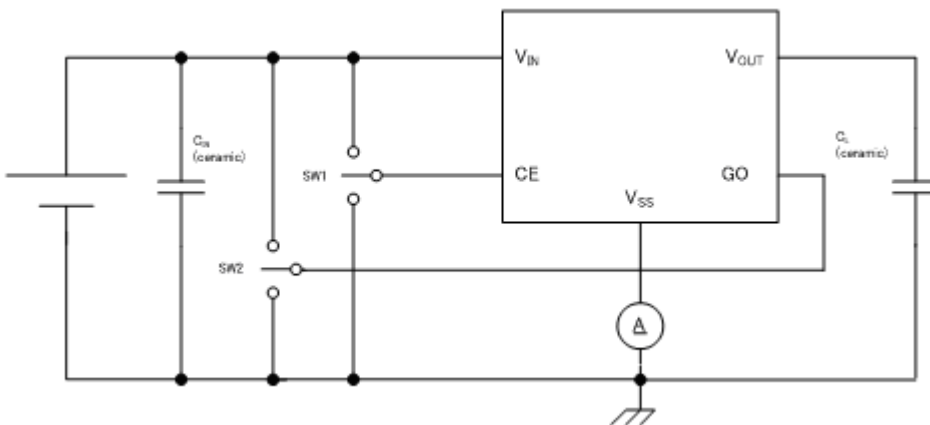 VIN
VOUT
CIN
(ceramic)
CL
(ceramic)
SW1
CE
GO
VSS
SW2
A